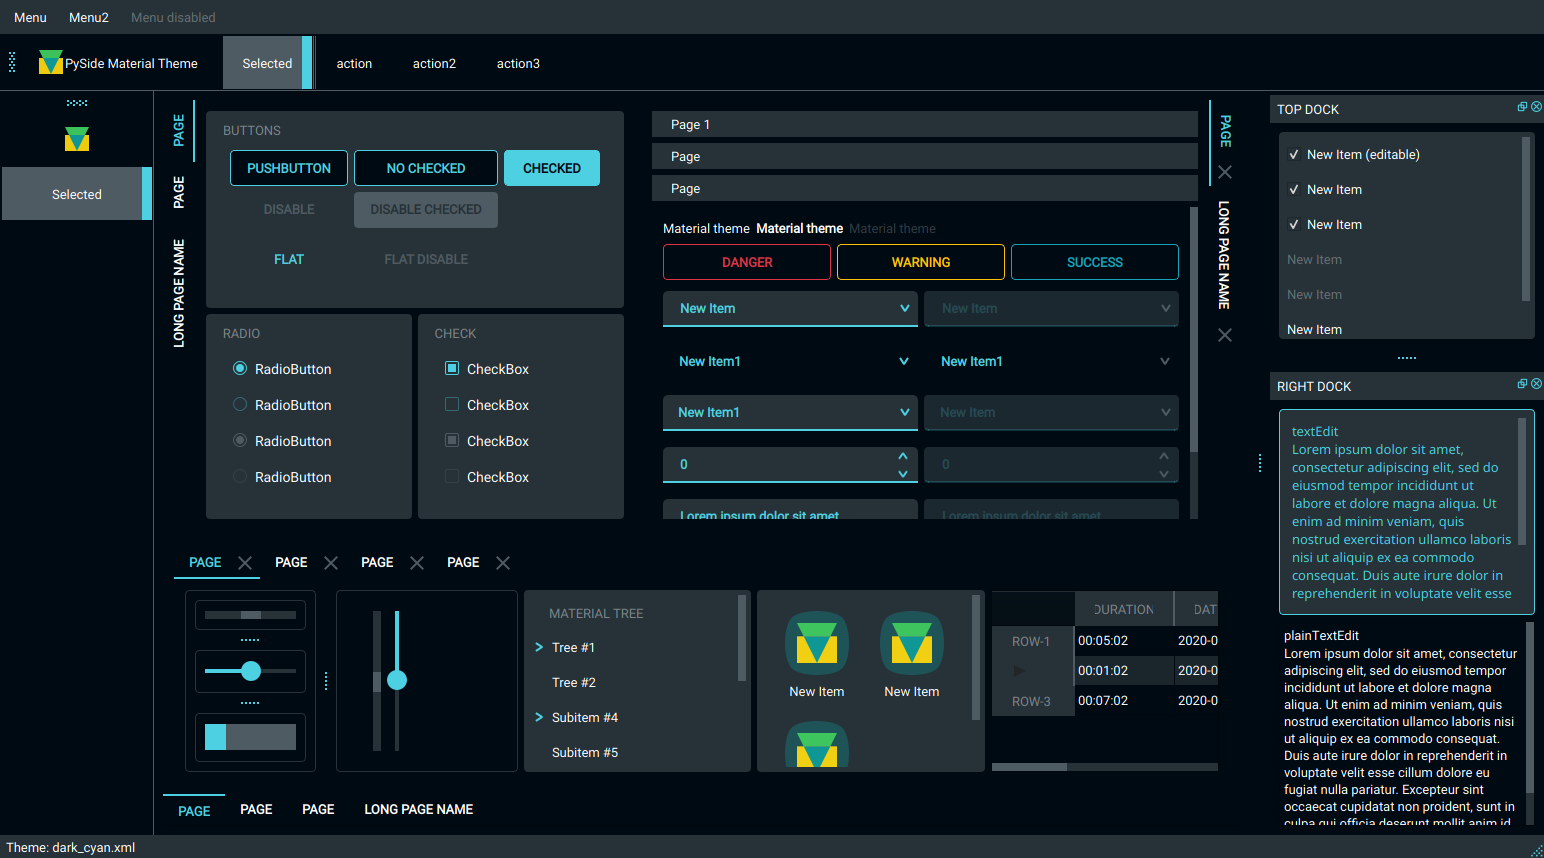 Menu Menu2 Menu disabled
PySide Material Theme Selected action action2 action3
Selected
PAGE
PAGE
LONG PAGE NAME
BUTTONS
PUSHBUTTON NO CHECKED CHECKED
DISABLE DISABLE CHECKED
FLAT FLAT DISABLE
RADIO
RadioButton
RadioButton
RadioButton
RadioButton
CHECK
CheckBox
CheckBox
CheckBox
CheckBox
Page 1
Page
Page
Material theme Material theme Material theme
DANGER WARNING SUCCESS
New Item New Item
New Item1 New Item1
New Item1 New Item
0 0
Lorem ipsum dolor sit amet Lorem ipsum dolor sit amet
PAGE
LONG PAGE NAME
TOP DOCK
New Item (editable)
New Item
New Item
New Item
New Item
New Item
RIGHT DOCK
textEdit
Lorem ipsum dolor sit amet,
consectetur adipiscing elit, sed do
eiusmod tempor incididunt ut
labore et dolore magna aliqua. Ut
enim ad minim veniam, quis
nostrud exercitation ullamco laboris
nisi ut aliquip ex ea commodo
consequat. Duis aute irure dolor in
reprehenderit in voluptate velit esse
plainTextEdit
Lorem ipsum dolor sit amet, consectetur
adipiscing elit, sed do eiusmod tempor
incididunt ut labore et dolore magna
aliqua. Ut enim ad minim veniam, quis
nostrud exercitation ullamco laboris nisi
ut aliquip ex ea commodo consequat.
Duis aute irure dolor in reprehenderit in
voluptate velit esse cillum dolore eu
fugiat nulla pariatur. Excepteur sint
occaecat cupidatat non proident, sunt in
culpa qui officia deserunt mollit anim id
PAGE PAGE PAGE PAGE
MATERIAL TREE
Tree #1
Tree #2
Subitem #4
Subitem #5
New Item New Item
DURATION DAT
ROW-1 00:05:02 2020-0
00:01:02 2020-0
ROW-3 00:07:02 2020-0
PAGE PAGE PAGE LONG PAGE NAME
Theme: dark_cyan.xml